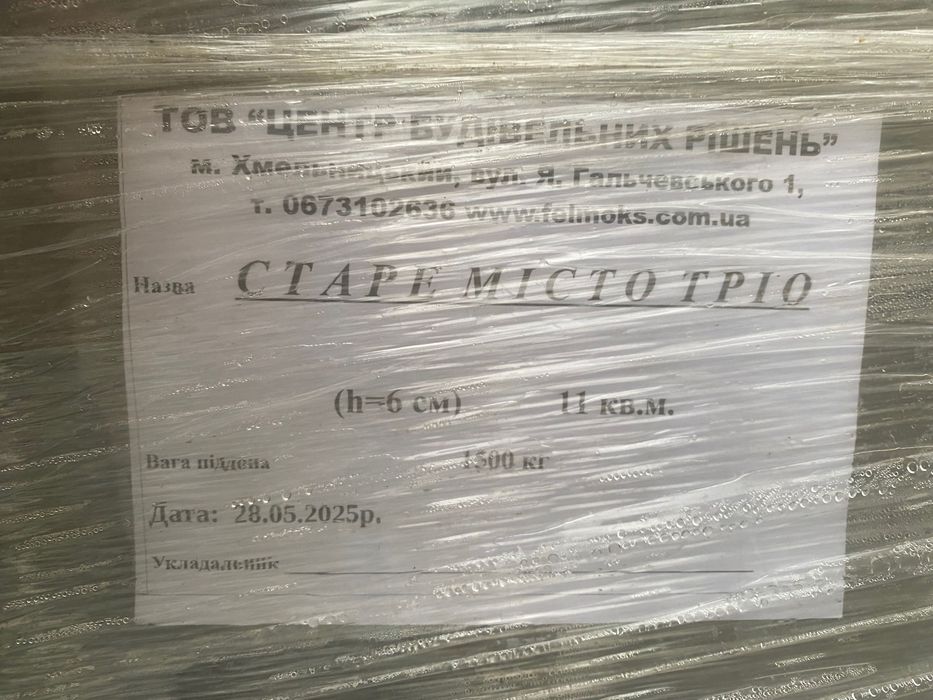 ТОВ “ЦЕНТР БУДІВЕЛЬНИХ РІШЕНЬ”
м. Хмельницький, вул. Я. Гальчевського 1,
т. 0673102636 www.felmoks.com.ua
Назва СТАРЕ МІСТО ТРІО
(h=6 см) 11 кв.м.
Вага піддона 1500 кг
Дата: 28.05.2025р.
Укладалєнйк